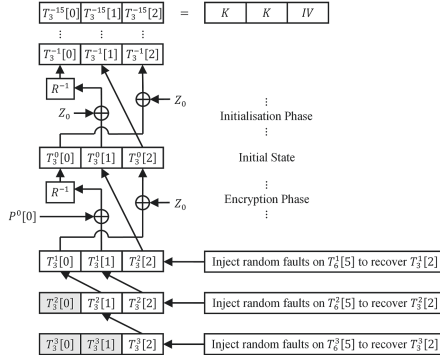 T_3^{-15}[0] T_3^{-15}[1] T_3^{-15}[2] = K K IV
⋮ ⋮ ⋮
T_3^{-1}[0] T_3^{-1}[1] T_3^{-1}[2]
R^{-1}
Z_0
Z_0
⋮
Initialisation Phase
⋮
T_3^0[0] T_3^0[1] T_3^0[2] Initial State
R^{-1}
Encryption Phase
Z_0
⋮
P^0[0]
T_3^1[0] T_3^1[1] T_3^1[2] Inject random faults on T_6^1[5] to recover T_3^1[2]
T_3^2[0] T_3^2[1] T_3^2[2] Inject random faults on T_6^2[5] to recover T_3^2[2]
T_3^3[0] T_3^3[1] T_3^3[2] Inject random faults on T_6^3[5] to recover T_3^3[2]